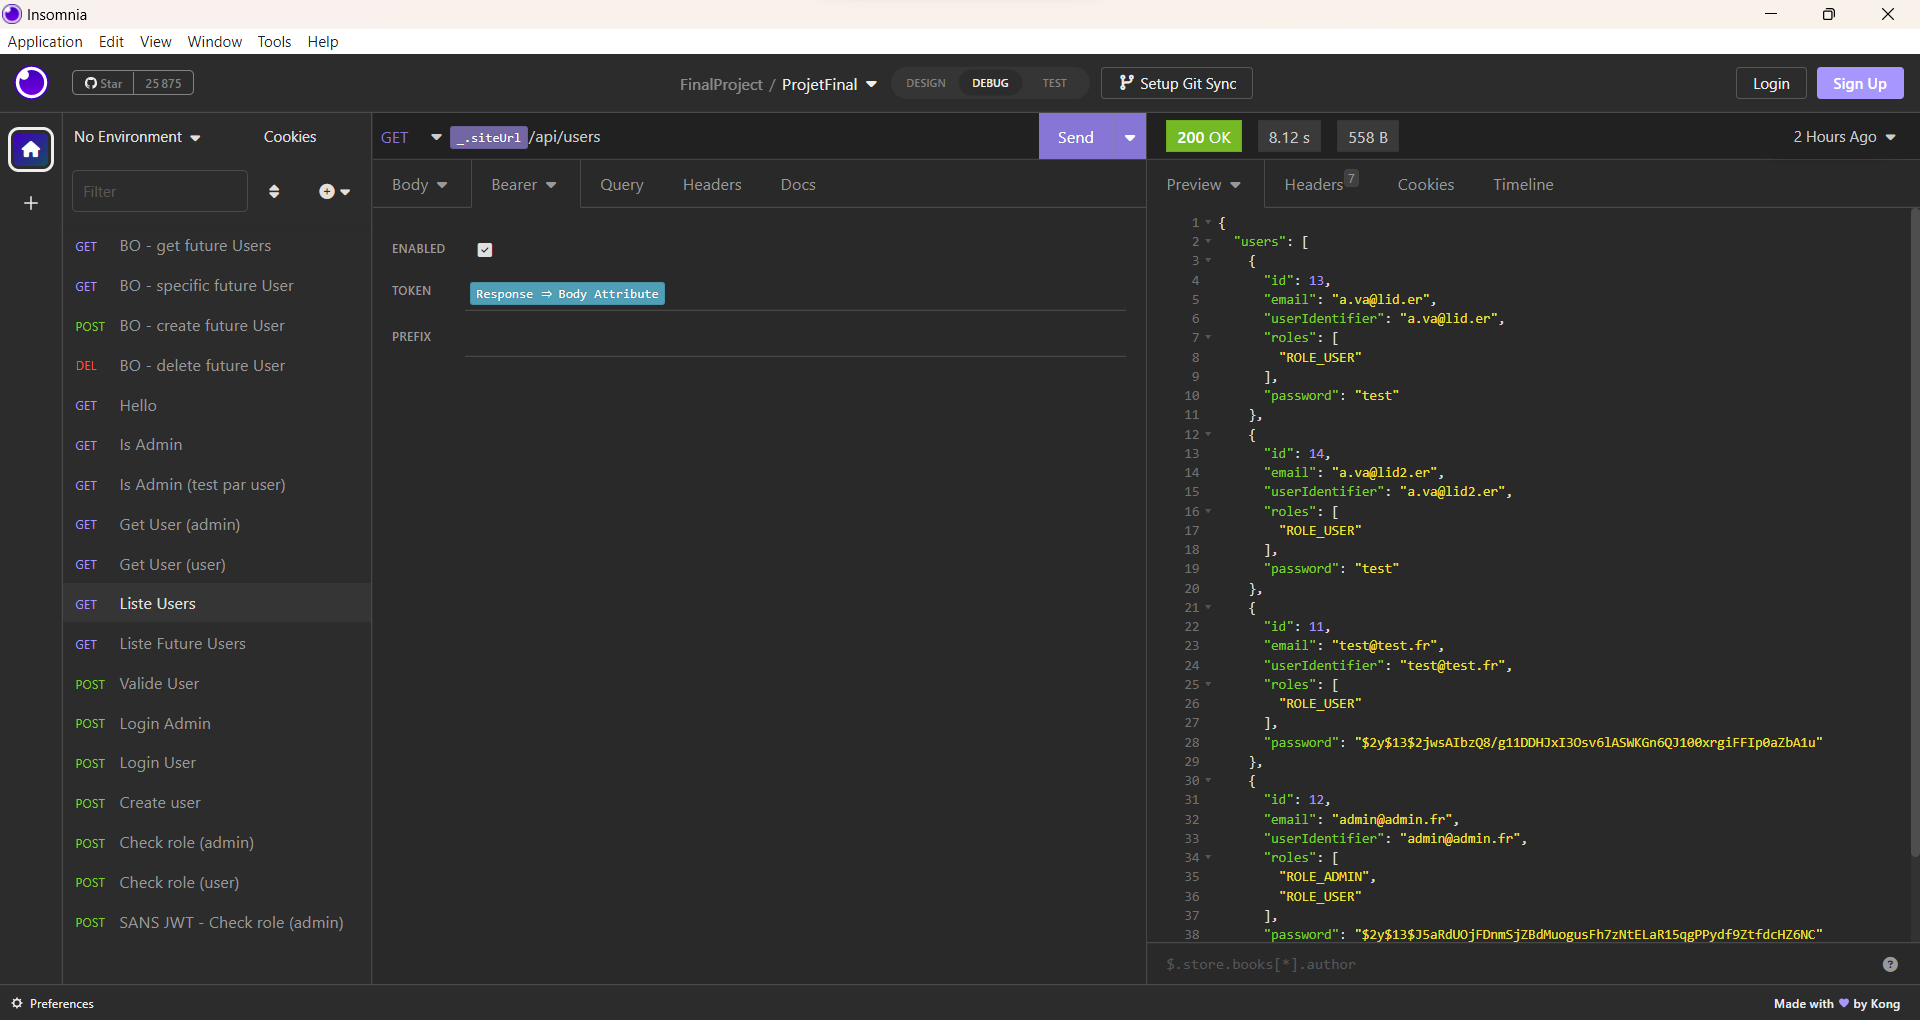 Insomnia
Application Edit View Window Tools Help
Star 25 875
FinalProject / ProjetFinal
DESIGN DEBUG TEST
Setup Git Sync
Login
Sign Up
No Environment
Cookies
Filter
GET BO - get future Users
GET BO - specific future User
POST BO - create future User
DEL BO - delete future User
GET Hello
GET Is Admin
GET Is Admin (test par user)
GET Get User (admin)
GET Get User (user)
GET Liste Users
GET Liste Future Users
POST Valide User
POST Login Admin
POST Login User
POST Create user
POST Check role (admin)
POST Check role (user)
POST SANS JWT - Check role (admin)
GET _.siteUrl /api/users
Send
Body Bearer Query Headers Docs
ENABLED
TOKEN Response ⇒ Body Attribute
PREFIX
200 OK 8.12 s 558 B
2 Hours Ago
Preview Headers 7 Cookies Timeline
1 {
2 "users": [
3 {
4 "id": 13,
5 "email": "a.va@lid.er",
6 "userIdentifier": "a.va@lid.er",
7 "roles": [
8 "ROLE_USER"
9 ],
10 "password": "test"
11 },
12 {
13 "id": 14,
14 "email": "a.va@lid2.er",
15 "userIdentifier": "a.va@lid2.er",
16 "roles": [
17 "ROLE_USER"
18 ],
19 "password": "test"
20 },
21 {
22 "id": 11,
23 "email": "test@test.fr",
24 "userIdentifier": "test@test.fr",
25 "roles": [
26 "ROLE_USER"
27 ],
28 "password": "$2y$13$2jwsAIbzQ8/g11DDHJxI3Osv6lASWKGn6QJ100xrgiFFIp0aZbA1u"
29 },
30 {
31 "id": 12,
32 "email": "admin@admin.fr",
33 "userIdentifier": "admin@admin.fr",
34 "roles": [
35 "ROLE_ADMIN",
36 "ROLE_USER"
37 ],
38 "password": "$2y$13$J5aRdUOjFDnmSjZBdMuogusFh7zNtELaR15qgPPydf9ZtfdcHZ6NC"
$.store.books[*].author
Preferences
Made with 💜 by Kong